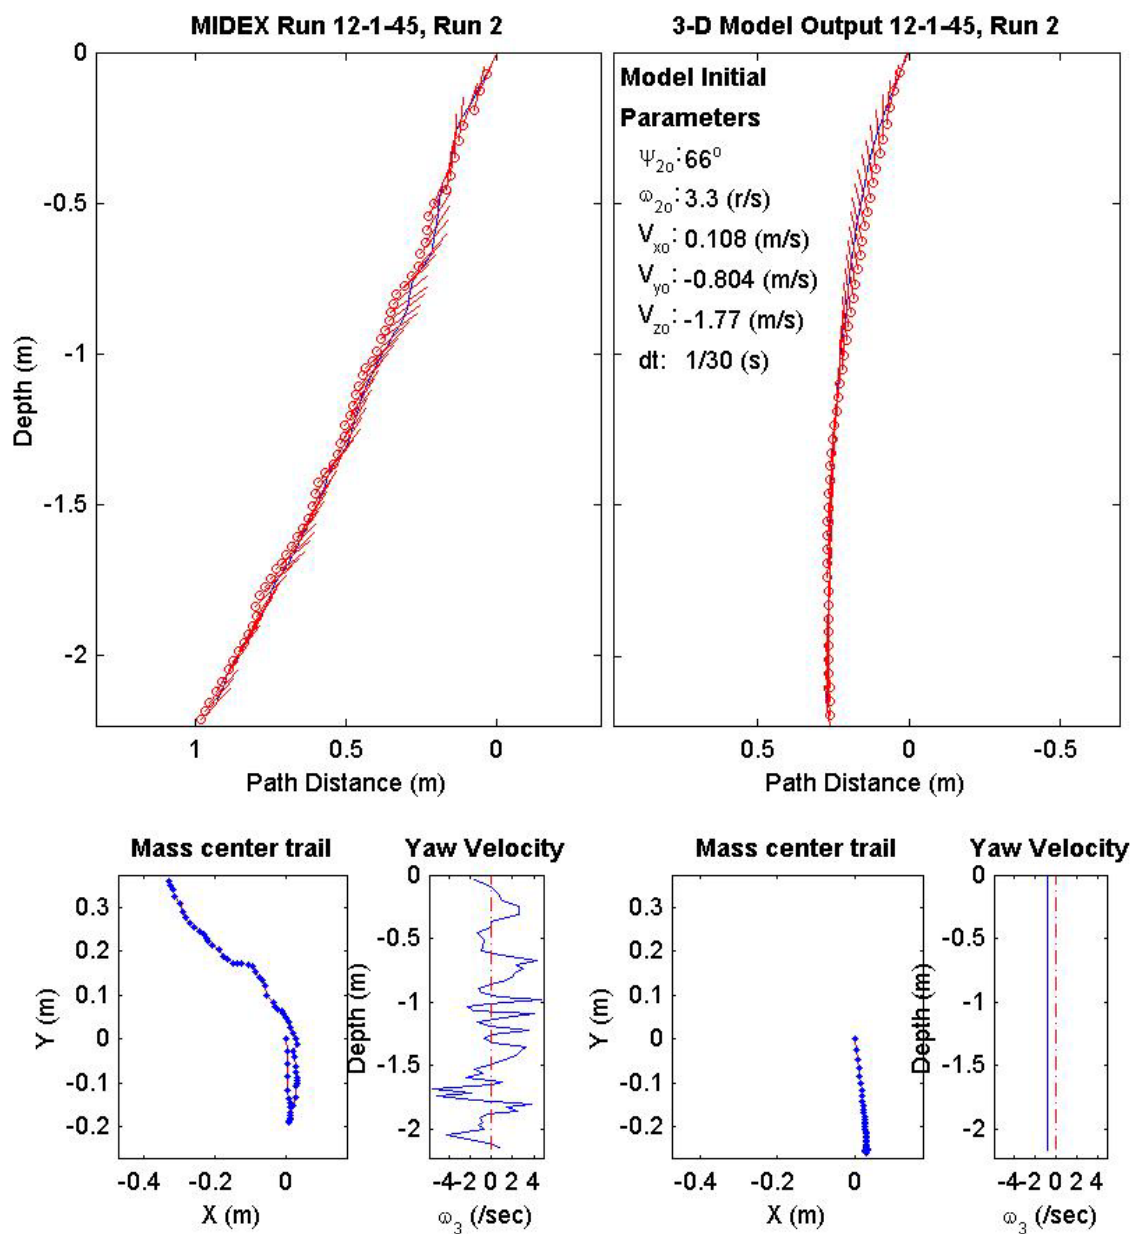 MIDEX Run 12-1-45, Run 2
0
-0.5
-1
-1.5
-2
Depth (m)
1 0.5 0
Path Distance (m)
3-D Model Output 12-1-45, Run 2
Model Initial
Parameters
Ψ2o: 66o
ω2o: 3.3 (r/s)
Vxo: 0.108 (m/s)
Vyo: -0.804 (m/s)
Vzo: -1.77 (m/s)
dt: 1/30 (s)
0.5 0 -0.5
Path Distance (m)
Mass center trail
0.3
0.2
0.1
0
-0.1
-0.2
Y (m)
-0.4 -0.2 0
X (m)
Yaw Velocity
0
-0.5
-1
-1.5
-2
Depth (m)
-4 -2 0 2 4
ω3 (/sec)
Mass center trail
0.3
0.2
0.1
0
-0.1
-0.2
Y (m)
-0.4 -0.2 0
X (m)
Yaw Velocity
0
-0.5
-1
-1.5
-2
Depth (m)
-4 -2 0 2 4
ω3 (/sec)